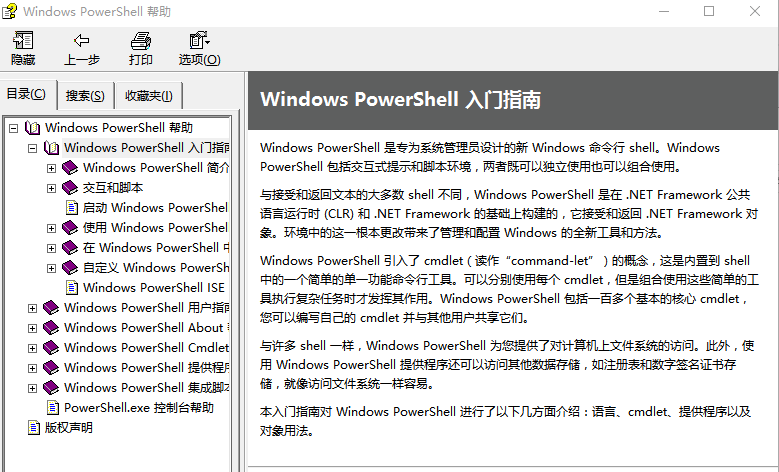 Windows PowerShell 帮助
隐藏 上一步 打印 选项(O)
目录(C) 搜索(S) 收藏夹(I)
Windows PowerShell 帮助
Windows PowerShell 入门指南
Windows PowerShell 简介
交互和脚本
启动 Windows PowerShell
使用 Windows PowerShell
在 Windows PowerShell 中
自定义 Windows PowerSh
Windows PowerShell ISE
Windows PowerShell 用户指南
Windows PowerShell About
Windows PowerShell Cmdlet
Windows PowerShell 提供程序
Windows PowerShell 集成脚本
PowerShell.exe 控制台帮助
版权声明
Windows PowerShell 入门指南
Windows PowerShell 是专为系统管理员设计的新 Windows 命令行 shell。Windows
PowerShell 包括交互式提示和脚本环境，两者既可以独立使用也可以组合使用。
与接受和返回文本的大多数 shell 不同，Windows PowerShell 是在 .NET Framework 公共
语言运行时 (CLR) 和 .NET Framework 的基础上构建的，它接受和返回 .NET Framework 对
象。环境中的这一根本更改带来了管理和配置 Windows 的全新工具和方法。
Windows PowerShell 引入了 cmdlet（读作“command-let”）的概念，这是内置到 shell
中的一个简单的单一功能命令行工具。可以分别使用每个 cmdlet，但是组合使用这些简单的工
具执行复杂任务时才发挥其作用。Windows PowerShell 包括一百多个基本的核心 cmdlet，
您可以编写自己的 cmdlet 并与其他用户共享它们。
与许多 shell 一样，Windows PowerShell 为您提供了对计算机上文件系统的访问。此外，使
用 Windows PowerShell 提供程序还可以访问其他数据存储，如注册表和数字签名证书存
储，就像访问文件系统一样容易。
本入门指南对 Windows PowerShell 进行了以下几方面介绍：语言、cmdlet、提供程序以及
对象用法。